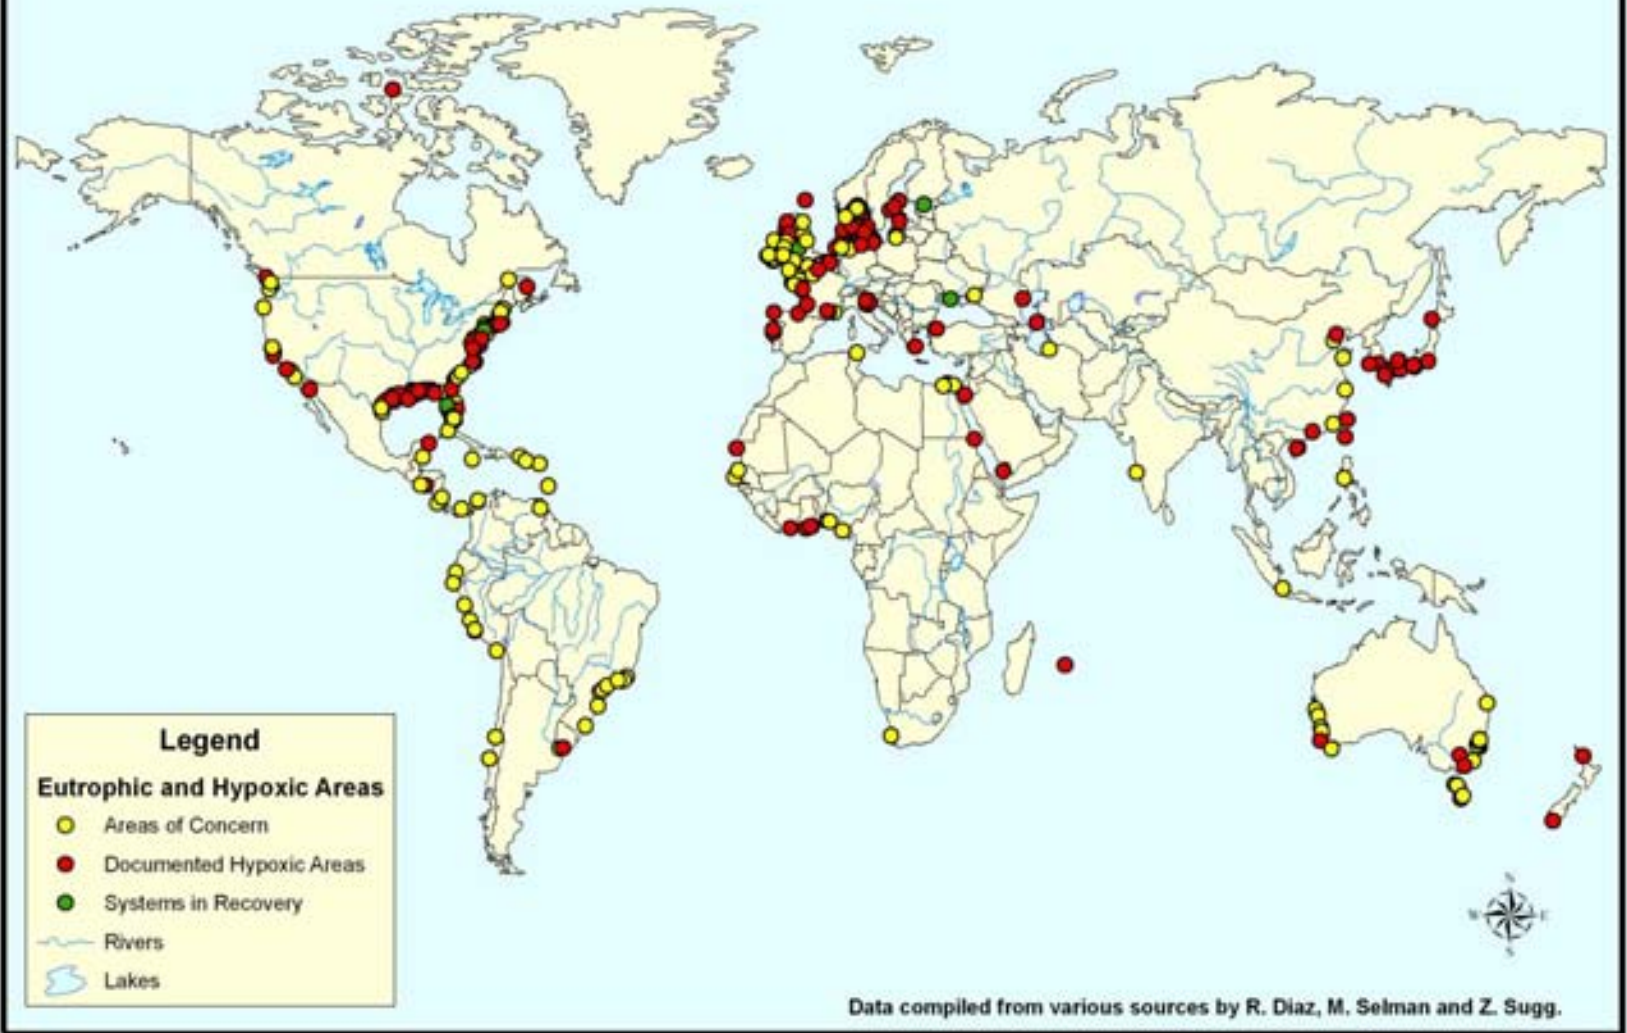 Legend
Eutrophic and Hypoxic Areas
Areas of Concern
Documented Hypoxic Areas
Systems in Recovery
Rivers
Lakes
N
W E
S
Data compiled from various sources by R. Diaz, M. Selman and Z. Sugg.